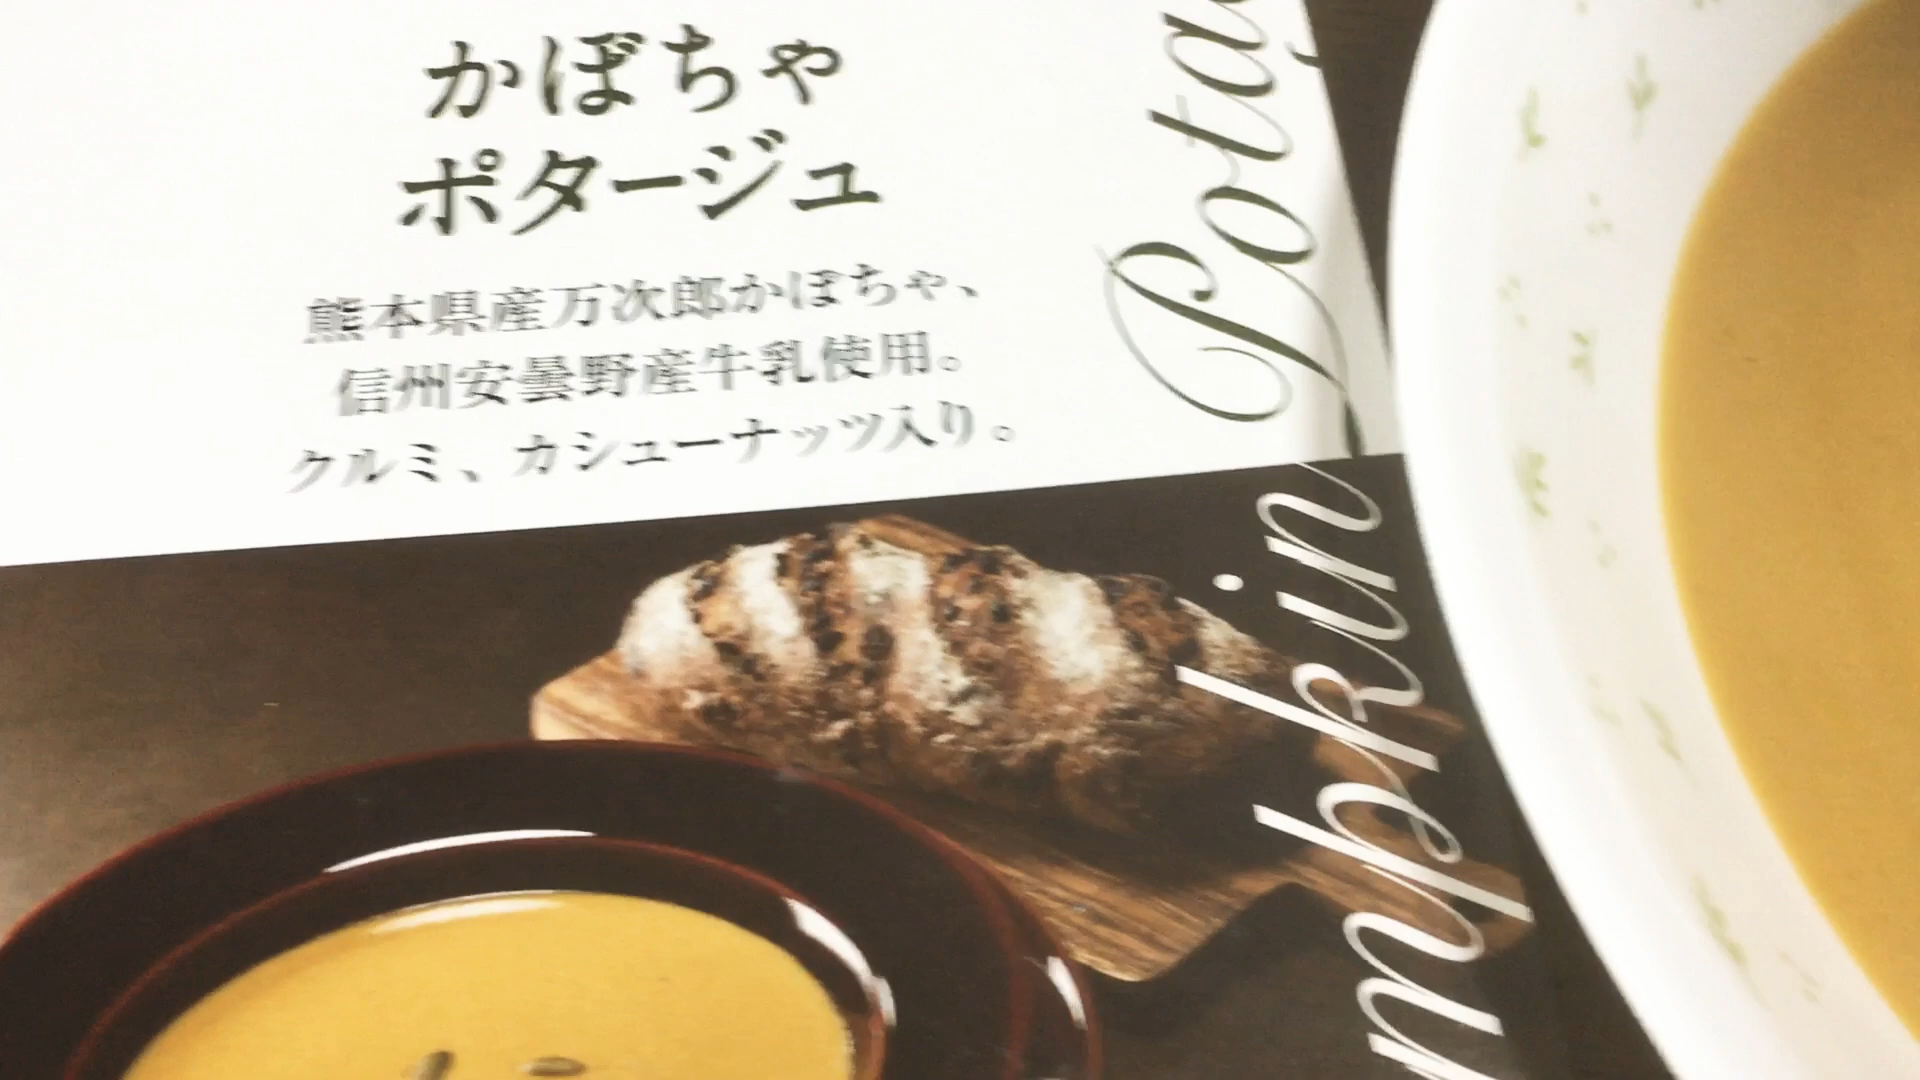 かぼちゃ
ポタージュ
熊本県産万次郎かぼちゃ、
信州安曇野産牛乳使用。
クルミ、カシューナッツ入り。
mpkin Pota